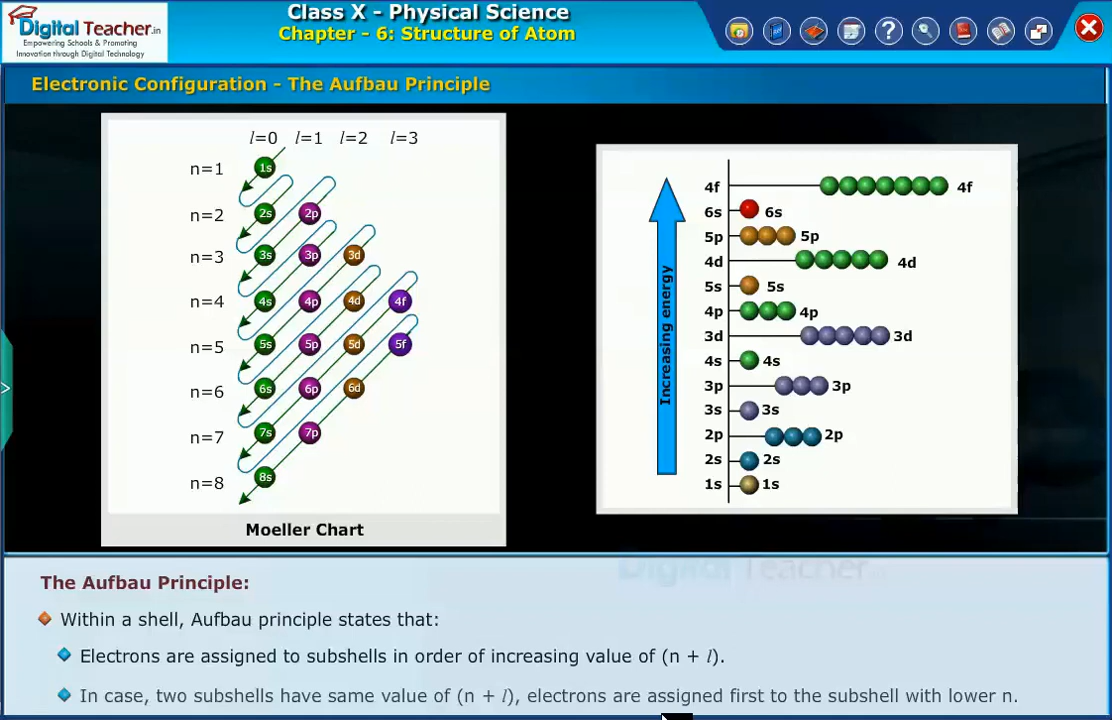 Digital Teacher.in
Empowering Schools & Promoting
Innovation through Digital Technology
Class X - Physical Science
Chapter - 6: Structure of Atom
Electronic Configuration - The Aufbau Principle
l=0 l=1 l=2 l=3
n=1 1s
n=2 2s 2p
n=3 3s 3p 3d
n=4 4s 4p 4d 4f
n=5 5s 5p 5d 5f
n=6 6s 6p 6d
n=7 7s 7p
n=8 8s
Moeller Chart
Increasing energy
4f 4f
6s 6s
5p 5p
4d 4d
5s 5s
4p 4p
3d 3d
4s 4s
3p 3p
3s 3s
2p 2p
2s 2s
1s 1s
Digital Teacher.in
The Aufbau Principle:
Within a shell, Aufbau principle states that:
Electrons are assigned to subshells in order of increasing value of (n + l).
In case, two subshells have same value of (n + l), electrons are assigned first to the subshell with lower n.